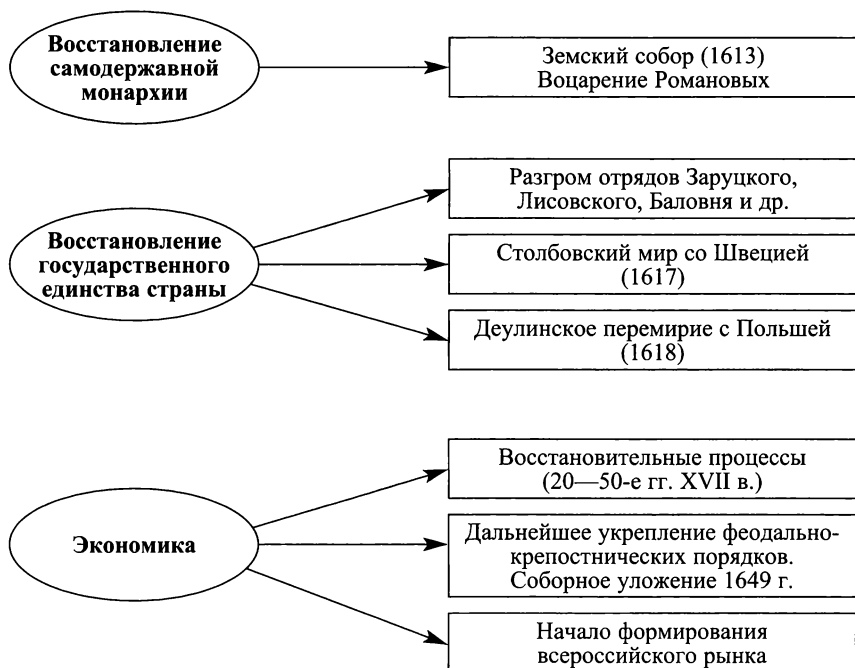 Восстановление
самодержавной
монархии
Земский собор (1613)
Воцарение Романовых
Восстановление
государственного
единства страны
Разгром отрядов Заруцкого,
Лисовского, Баловня и др.
Столбовский мир со Швецией
(1617)
Деулинское перемирие с Польшей
(1618)
Экономика
Восстановительные процессы
(20—50-е гг. XVII в.)
Дальнейшее укрепление феодально-
крепостнических порядков.
Соборное уложение 1649 г.
Начало формирования
всероссийского рынка